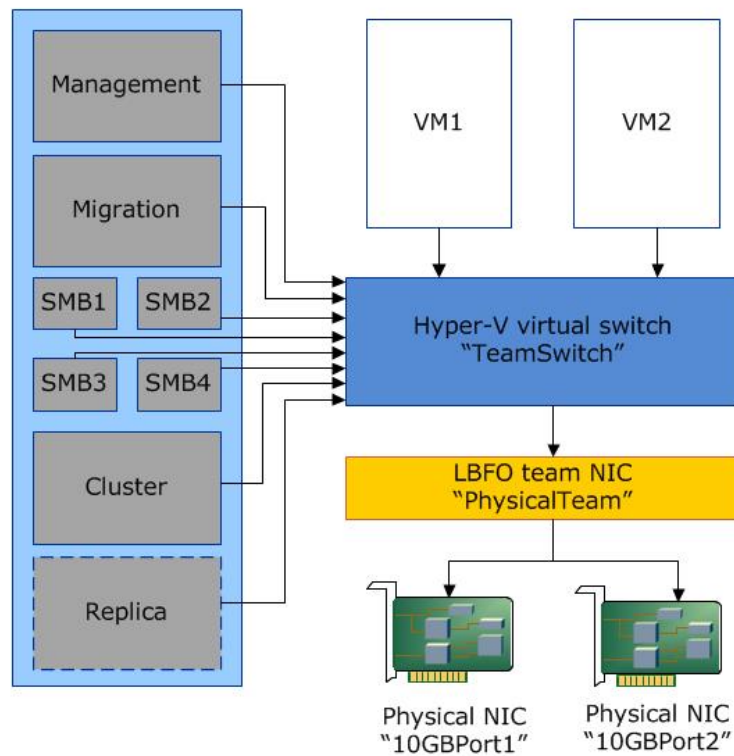 Management
Migration
SMB1
SMB2
SMB3
SMB4
Cluster
Replica
VM1
VM2
Hyper-V virtual switch
“TeamSwitch”
LBFO team NIC
“PhysicalTeam”
Physical NIC
“10GBPort1”
Physical NIC
“10GBPort2”